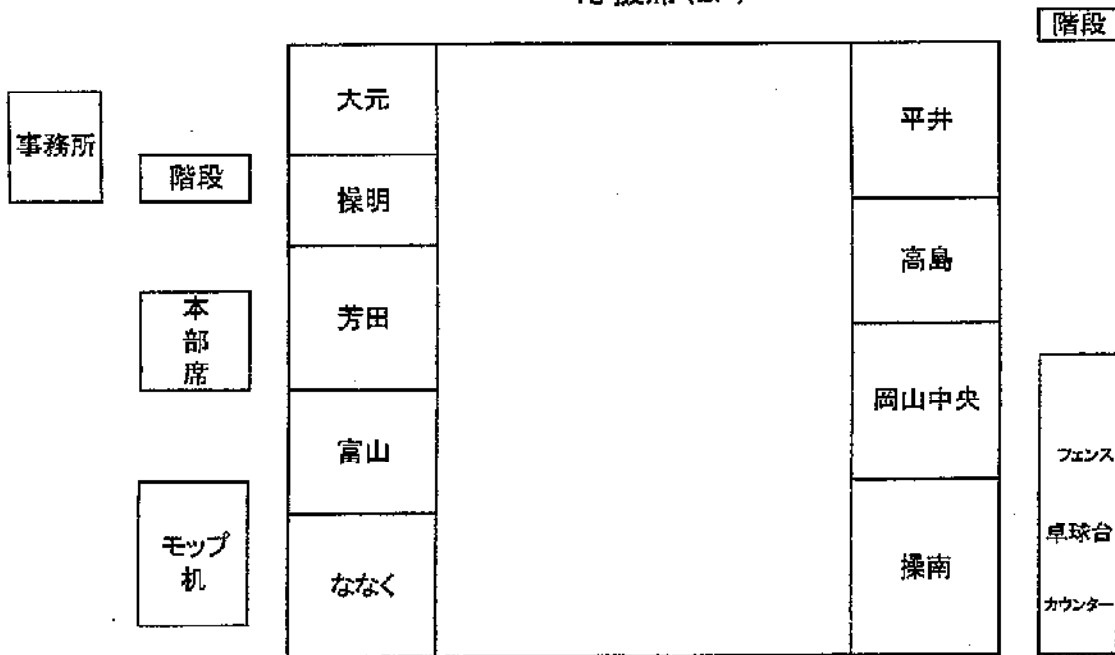 階段
大元
平井
事務所
階段
操明
高島
本
部
席
芳田
岡山中央
富山
フェンス
モップ
机
卓球台
ななく
操南
カウンター